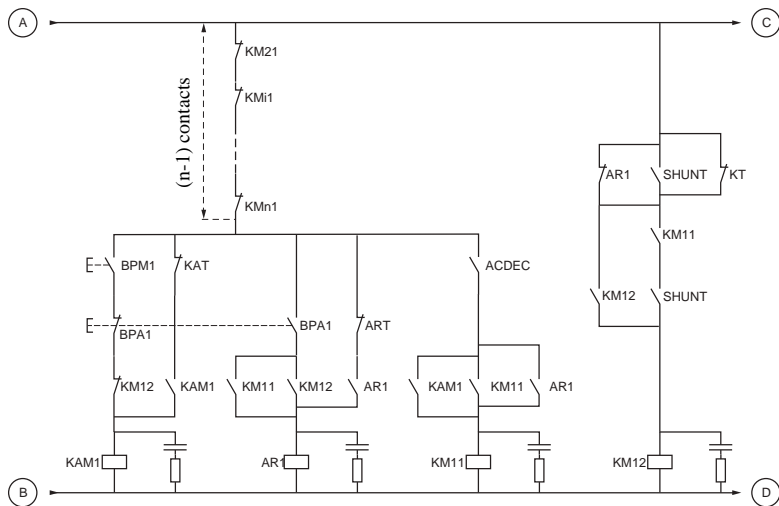 A
C
KM21
KMi1
(n-1) contacts
KMn1
AR1 SHUNT KT
KM11
BPM1 KAT ACDEC
KM12 SHUNT
BPA1 BPA1 ART
KM12 KAM1 KM11 KM12 AR1 KAM1 KM11 AR1
KAM1 AR1 KM11 KM12
B
D